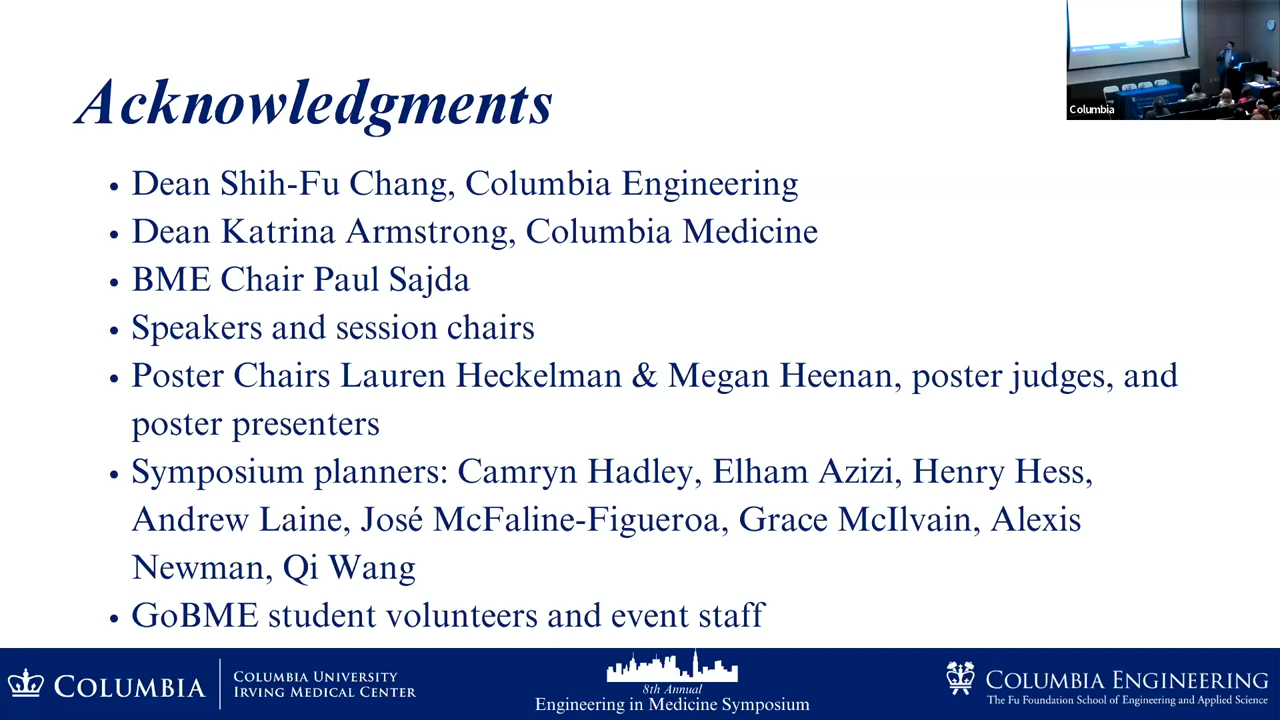 Acknowledgments
Columbia
• Dean Shih-Fu Chang, Columbia Engineering
• Dean Katrina Armstrong, Columbia Medicine
• BME Chair Paul Sajda
• Speakers and session chairs
• Poster Chairs Lauren Heckelman & Megan Heenan, poster judges, and
poster presenters
• Symposium planners: Camryn Hadley, Elham Azizi, Henry Hess,
Andrew Laine, José McFaline-Figueroa, Grace McIlvain, Alexis
Newman, Qi Wang
• GoBME student volunteers and event staff
COLUMBIA
COLUMBIA UNIVERSITY
IRVING MEDICAL CENTER
8th Annual
Engineering in Medicine Symposium
COLUMBIA ENGINEERING
The Fu Foundation School of Engineering and Applied Science